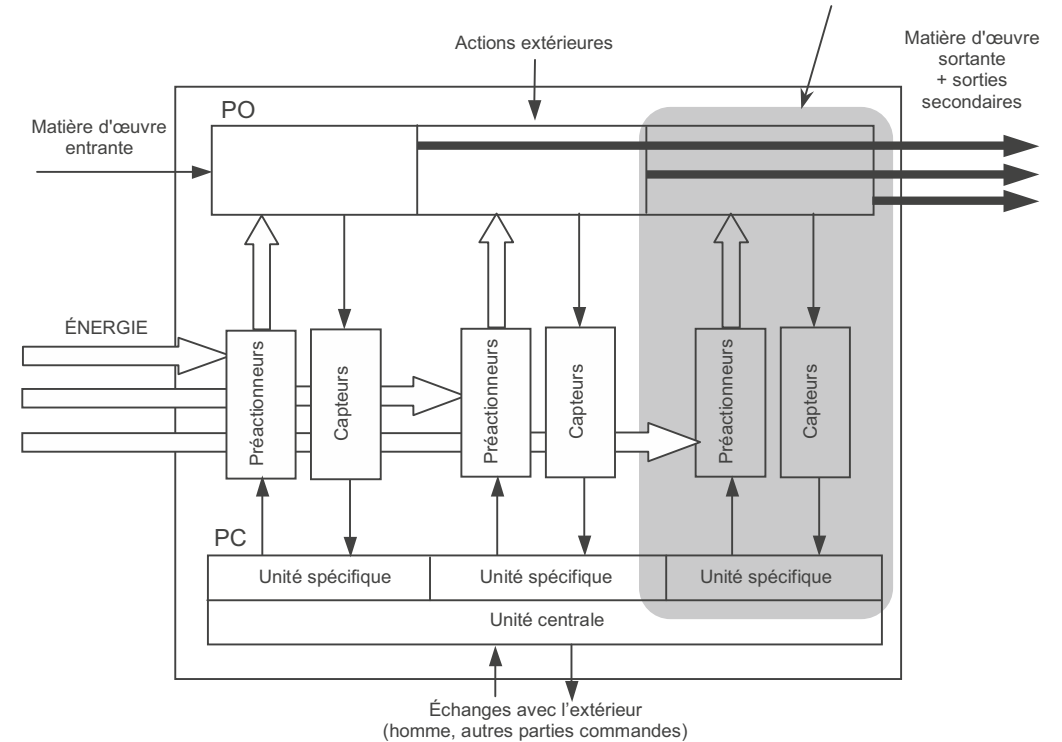 Actions extérieures
Matière d'œuvre
sortante
+ sorties
secondaires
PO
Matière d'œuvre
entrante
ÉNERGIE
Préactionneurs
Capteurs
Préactionneurs
Capteurs
Préactionneurs
Capteurs
PC
Unité spécifique
Unité spécifique
Unité spécifique
Unité centrale
Échanges avec l'extérieur
(homme, autres parties commandes)